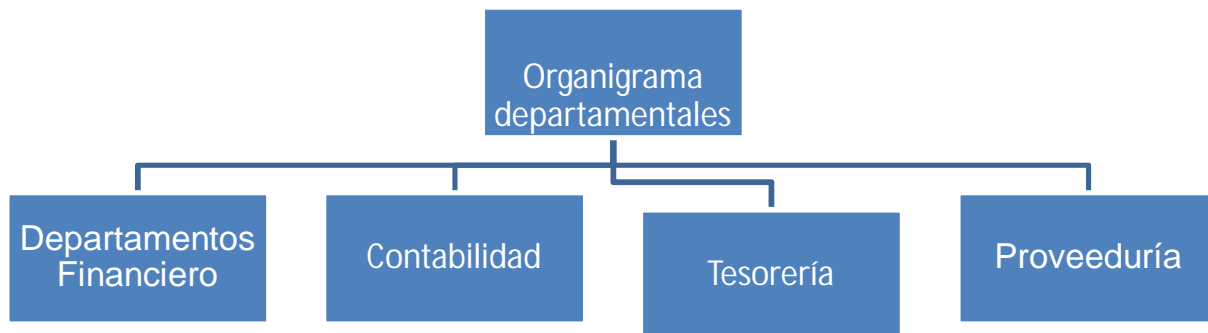 Organigrama
departamentales
Departamentos
Financiero
Contabilidad
Tesorería
Proveeduría